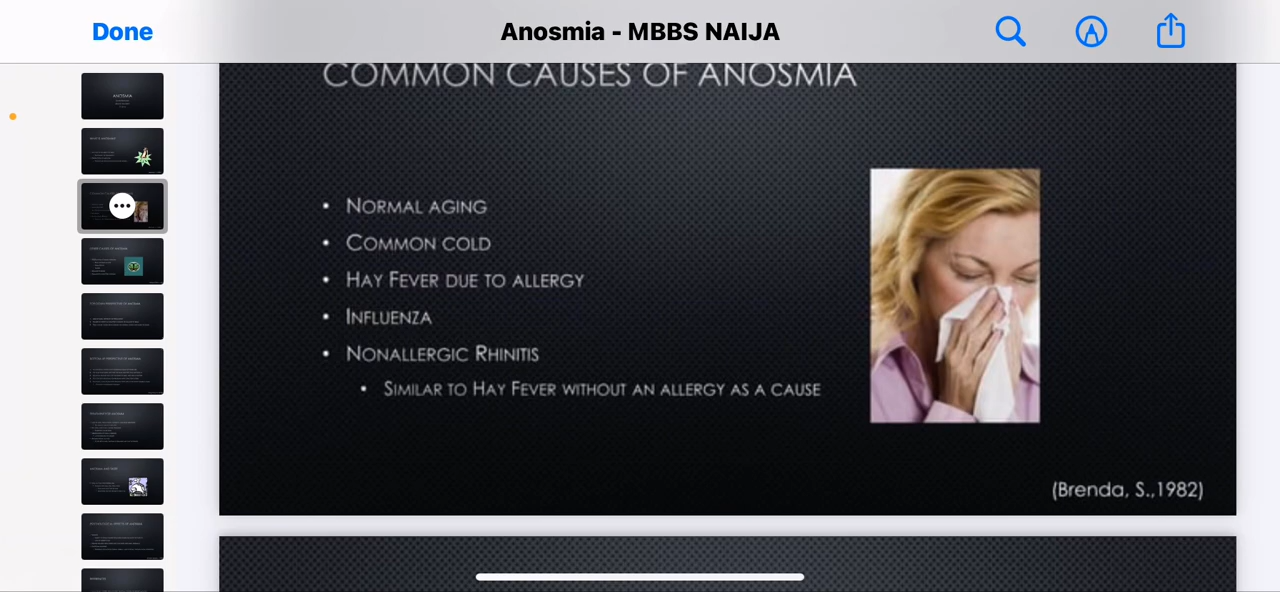 Done
Anosmia - MBBS NAIJA
COMMON CAUSES OF ANOSMIA
• NORMAL AGING
• COMMON COLD
• HAY FEVER DUE TO ALLERGY
• INFLUENZA
• NONALLERGIC RHINITIS
• SIMILAR TO HAY FEVER WITHOUT AN ALLERGY AS A CAUSE
(Brenda, S.,1982)